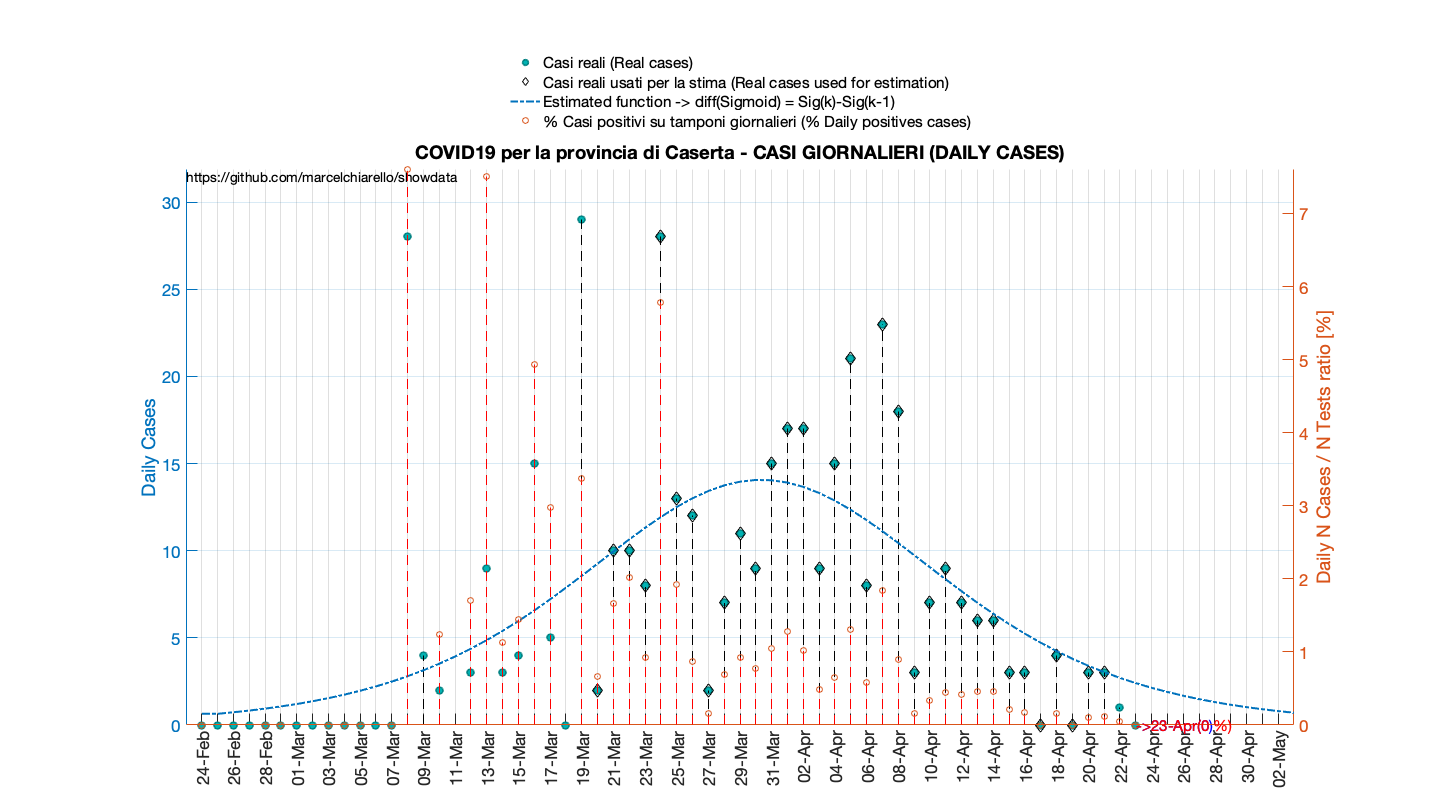 Casi reali (Real cases)
Casi reali usati per la stima (Real cases used for estimation)
Estimated function -> diff(Sigmoid) = Sig(k)-Sig(k-1)
% Casi positivi su tamponi giornalieri (% Daily positives cases)
COVID19 per la provincia di Caserta - CASI GIORNALIERI (DAILY CASES)
https://github.com/marcelchiarello/showdata
Daily Cases
30
25
20
15
10
5
0
7
6
5
4
3
2
1
0
Daily N Cases / N Tests ratio [%]
24-Feb
26-Feb
28-Feb
01-Mar
03-Mar
05-Mar
07-Mar
09-Mar
11-Mar
13-Mar
15-Mar
17-Mar
19-Mar
21-Mar
23-Mar
25-Mar
27-Mar
29-Mar
31-Mar
02-Apr
04-Apr
06-Apr
08-Apr
10-Apr
12-Apr
14-Apr
16-Apr
18-Apr
20-Apr
22-Apr
24-Apr
26-Apr
28-Apr
30-Apr
02-May